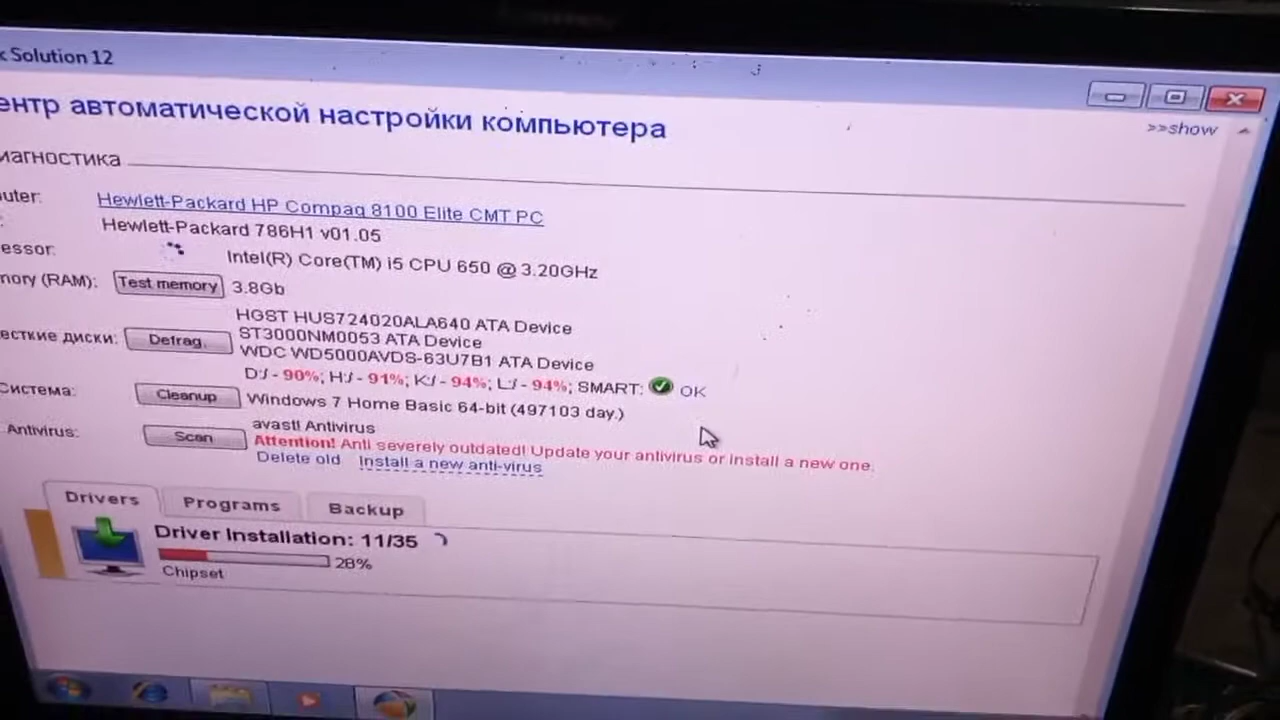 Solution 12
ентр автоматической настройки компьютера
>>show
иагностика
uter:
Hewlett-Packard HP Compaq 8100 Elite CMT PC
Hewlett-Packard 786H1 v01.05
essor:
Intel(R) Core(TM) i5 CPU 650 @ 3.20GHz
mory (RAM):
Test memory
3.8Gb
HGST HUS724020ALA640 ATA Device
есткие диски:
Defrag.
ST3000NM0053 ATA Device
WDC WD5000AVDS-63U7B1 ATA Device
D:/ - 90%; H:/ - 91%; K:/ - 94%; L:/ - 94%; SMART: OK
Система:
Cleanup
Windows 7 Home Basic 64-bit (497103 day.)
Antivirus:
Scan
avast! Antivirus
Attention! Anti severely outdated! Update your antivirus or install a new one.
Delete old Install a new anti-virus
Drivers Programs Backup
Driver Installation: 11/35
28%
Chipset